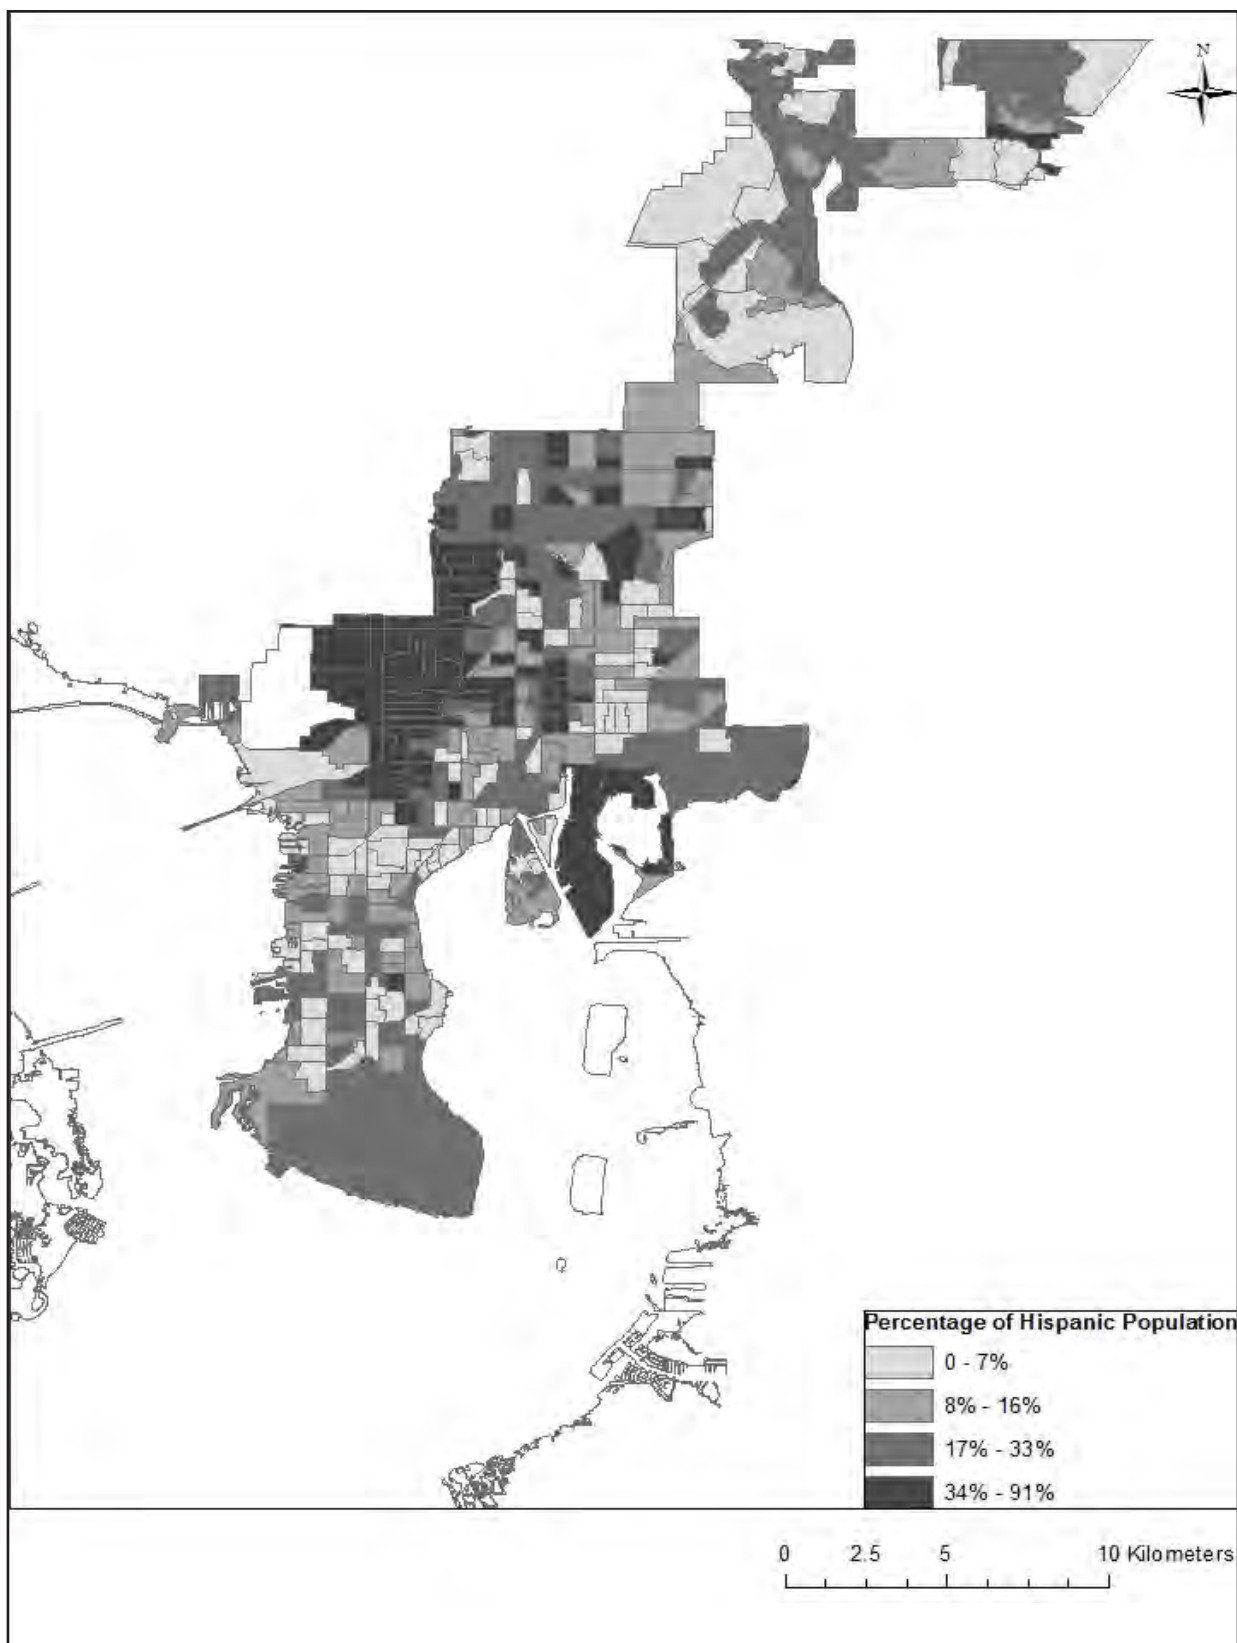 N
Percentage of Hispanic Population
0 - 7%
8% - 16%
17% - 33%
34% - 91%
0 2.5 5 10 Kilometers